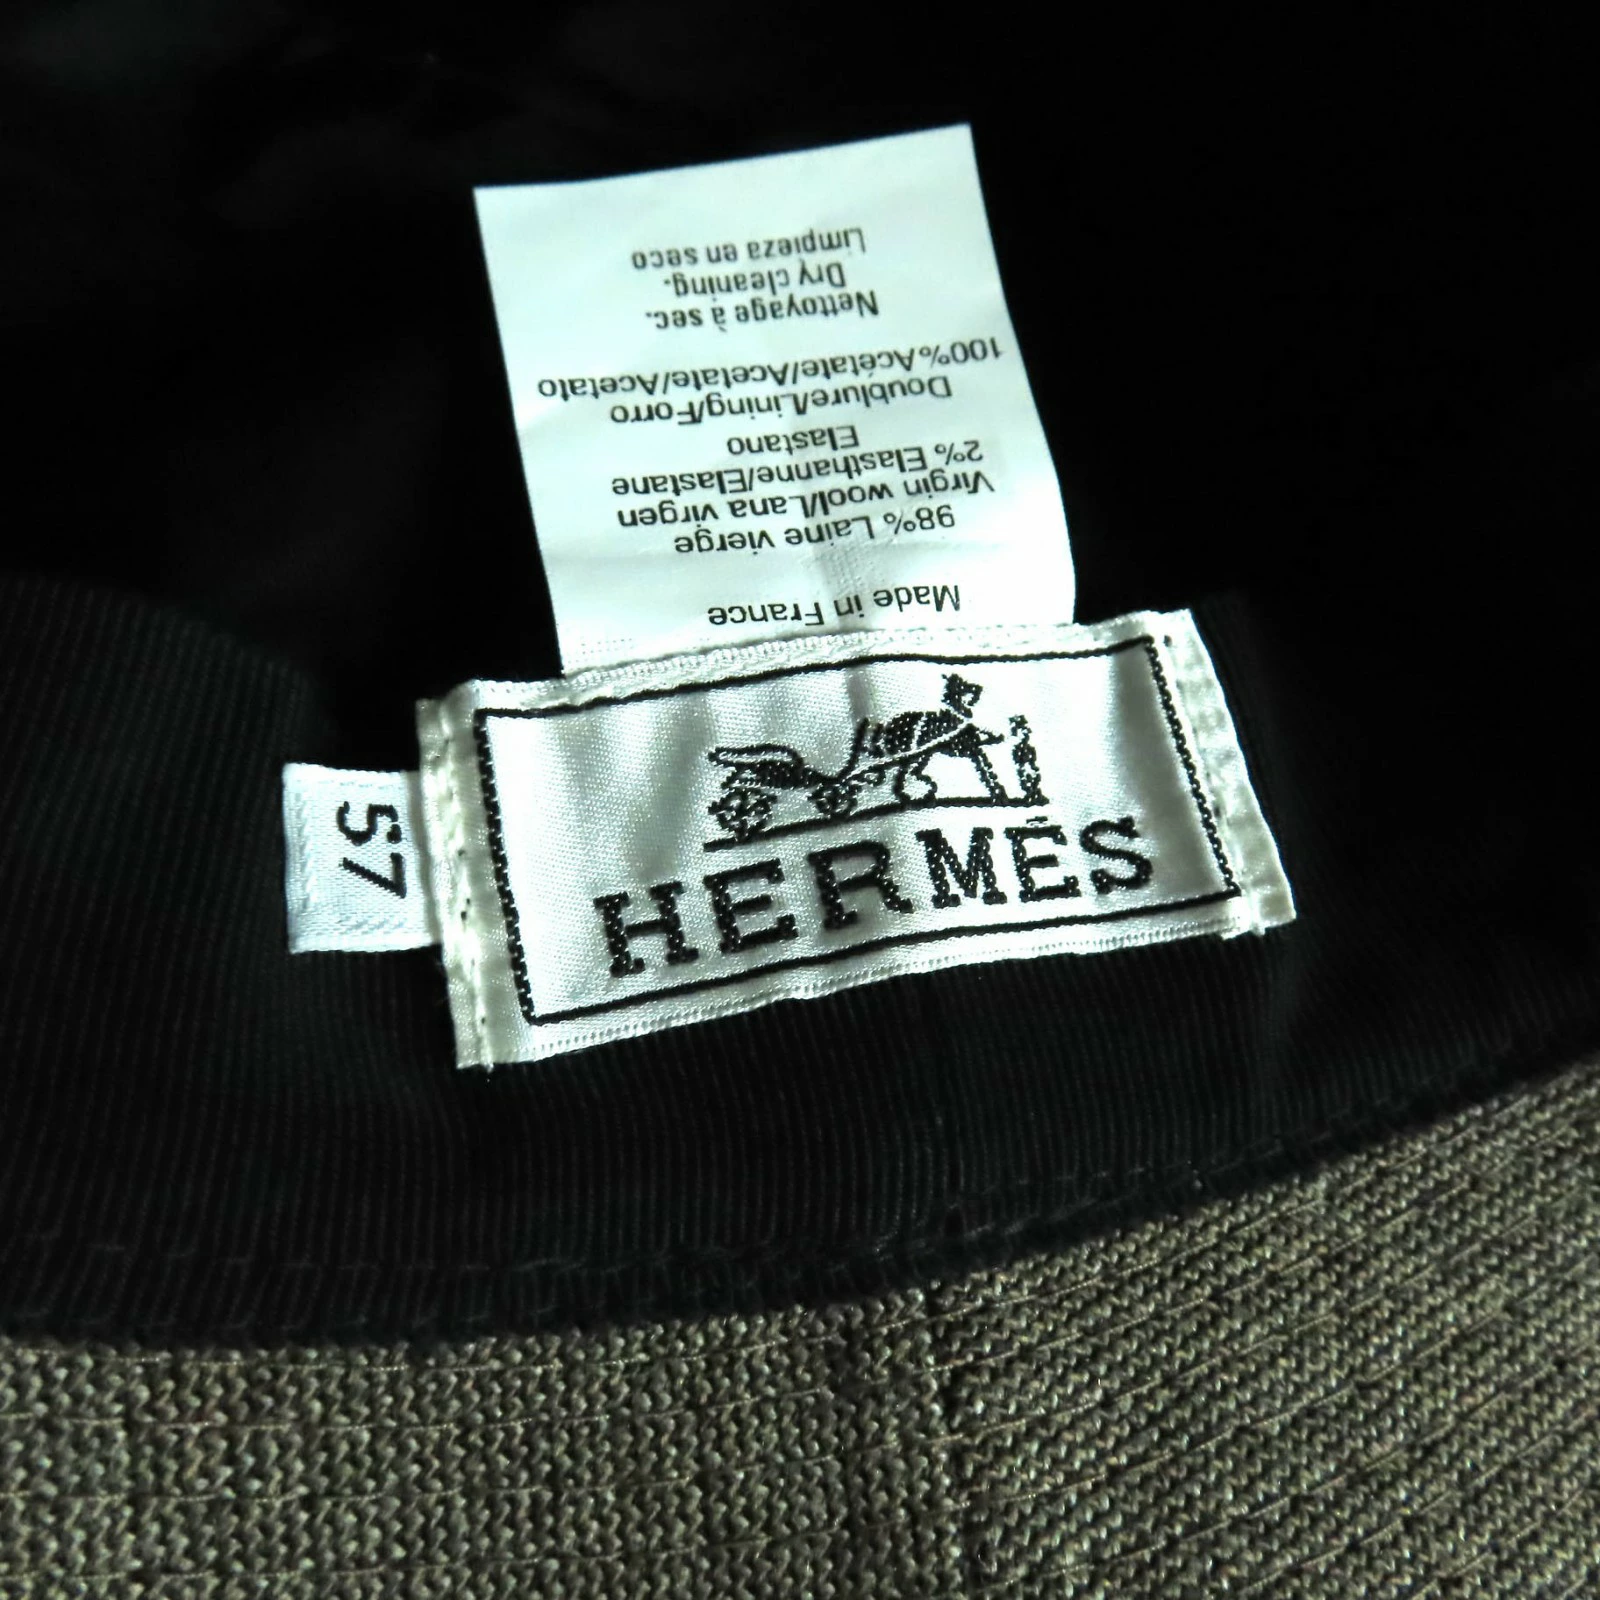 Made in France
98% Laine vierge
Virgin wool/Lana virgen
2% Elasthanne/Elastane
Elastano
Doublure/Lining/Forro
100%Acétate/Acetate/Acetato
Nettoyage à sec.
Dry cleaning.
Limpieza en seco
57
HERMÈS